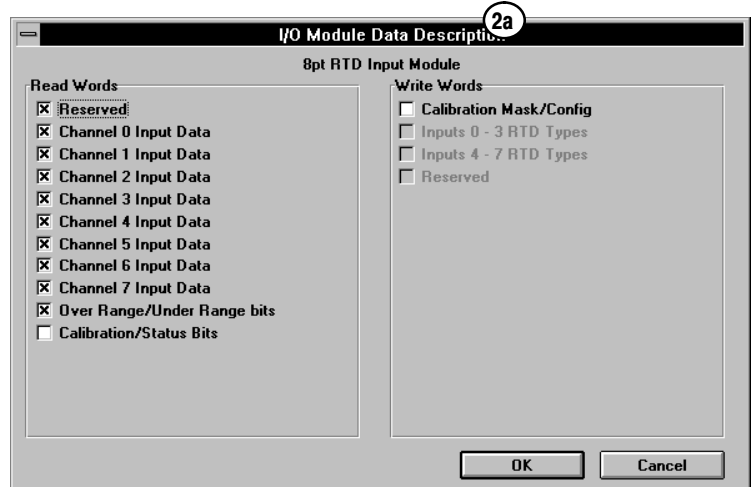 2a
I/O Module Data Description
8pt RTD Input Module
Read Words
Reserved
Channel 0 Input Data
Channel 1 Input Data
Channel 2 Input Data
Channel 3 Input Data
Channel 4 Input Data
Channel 5 Input Data
Channel 6 Input Data
Channel 7 Input Data
Over Range/Under Range bits
Calibration/Status Bits
Write Words
Calibration Mask/Config
Inputs 0 - 3 RTD Types
Inputs 4 - 7 RTD Types
Reserved
OK
Cancel